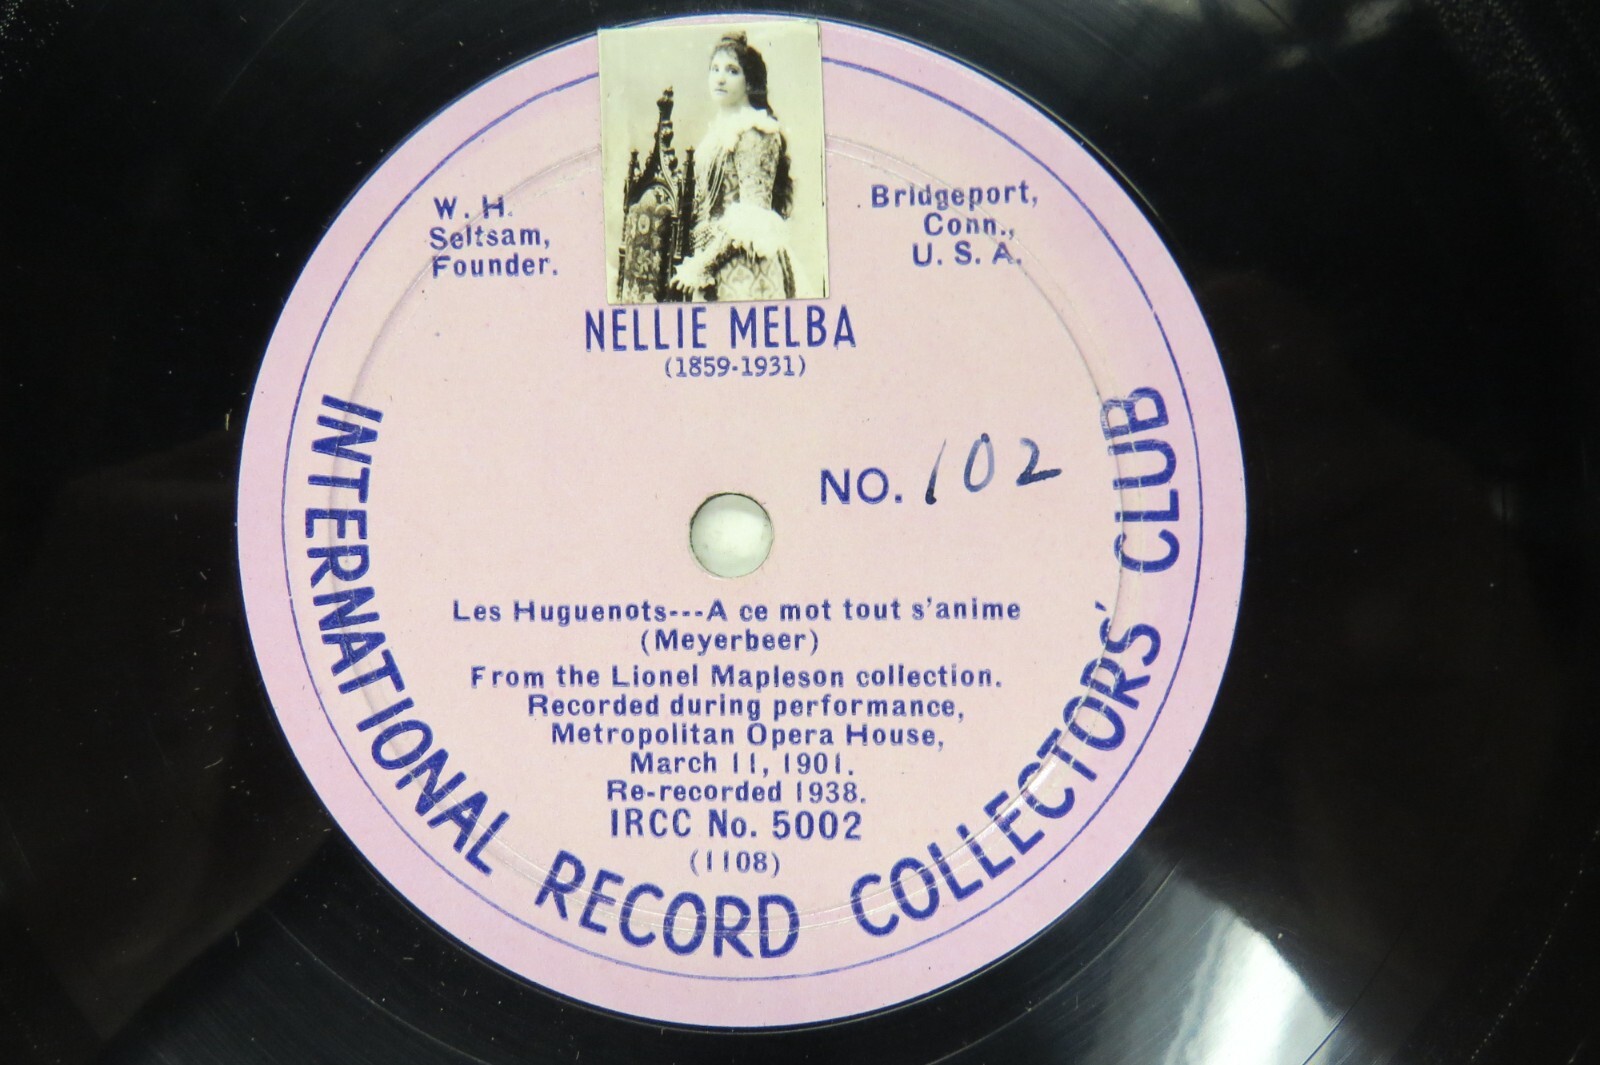 W. H.
Seltsam,
Founder.
Bridgeport,
Conn.,
U. S. A.
NELLIE MELBA
(1859-1931)
NO. 102
Les Huguenots---A ce mot tout s'anime
(Meyerbeer)
From the Lionel Mapleson collection.
Recorded during performance,
Metropolitan Opera House,
March 11, 1901.
Re-recorded 1938.
IRCC No. 5002
(1108)
INTERNATIONAL RECORD COLLECTORS' CLUB